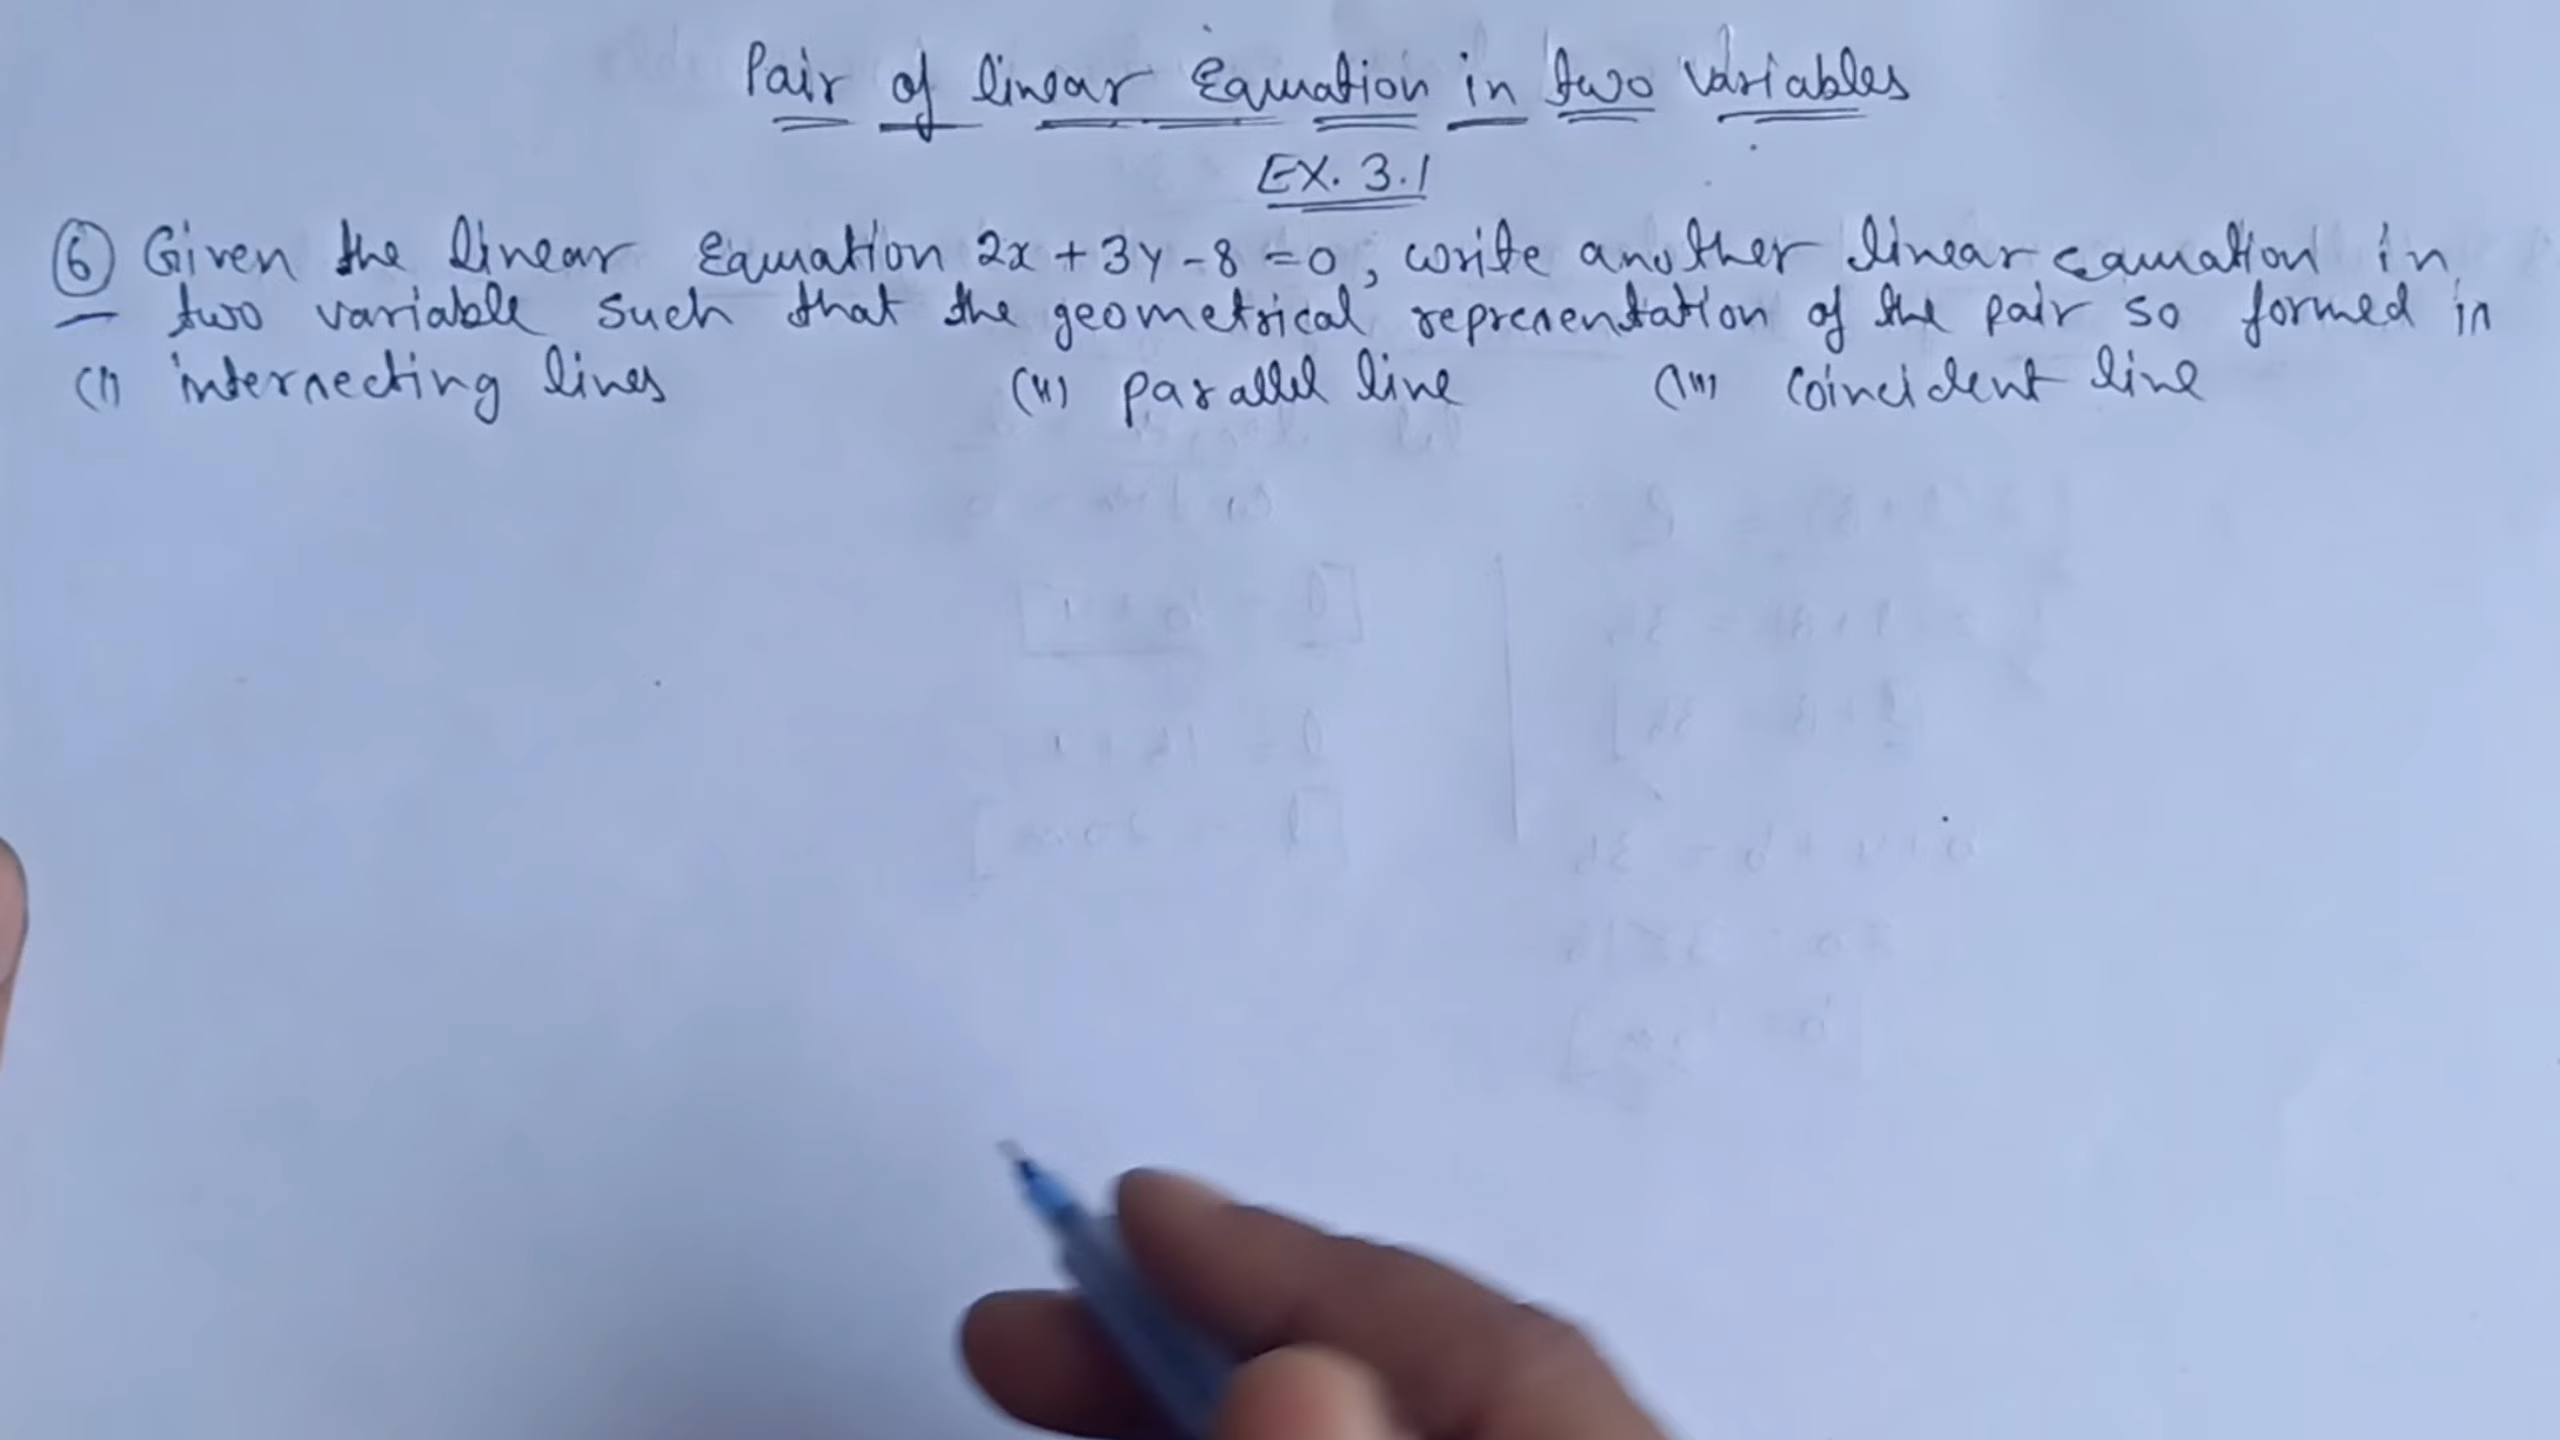 Pair of linear Equation in two variables
EX. 3.1
⑥ Given the linear Equation 2x + 3y - 8 = 0, write another linear equation in
two variable such that the geometrical representation of the pair so formed in
(i) intersecting lines (ii) parallel line (iii) coincident line